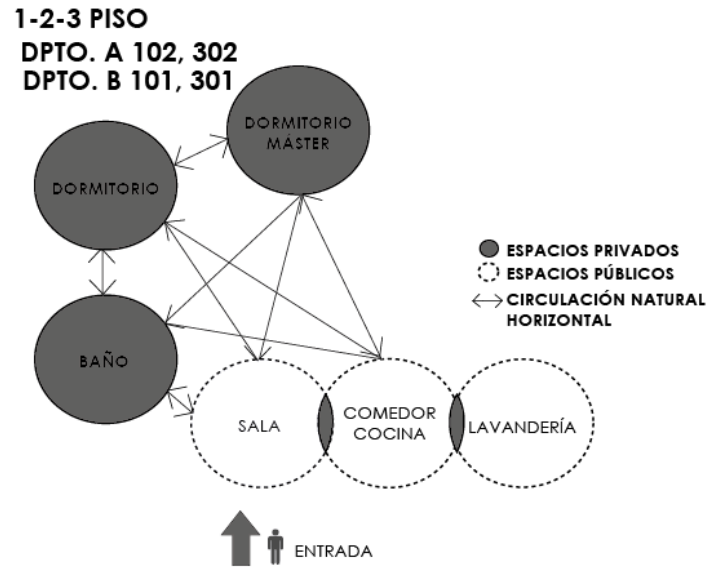 1-2-3 PISO
DPTO. A 102, 302
DPTO. B 101, 301
DORMITORIO
MÁSTER
DORMITORIO
ESPACIOS PRIVADOS
ESPACIOS PÚBLICOS
CIRCULACIÓN NATURAL
HORIZONTAL
BAÑO
SALA
COMEDOR
COCINA
LAVANDERÍA
ENTRADA